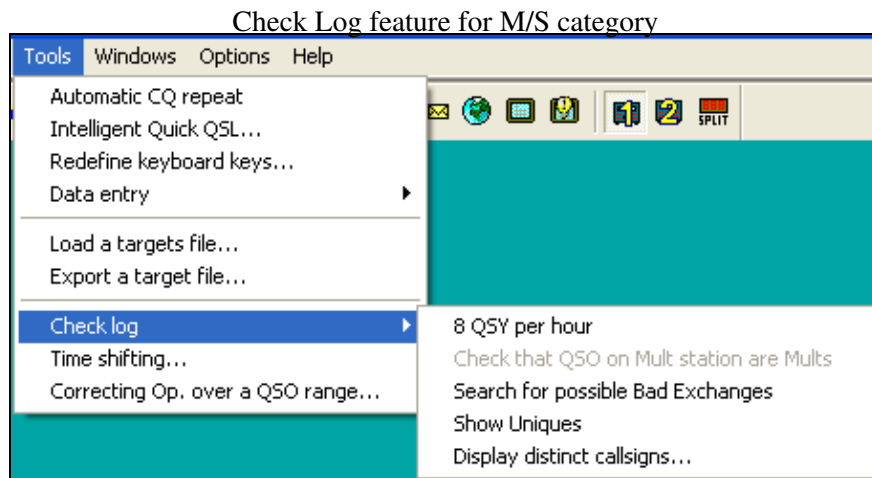 Check Log feature for M/S category
Tools Windows Options Help
Automatic CQ repeat
Intelligent Quick QSL...
Redefine keyboard keys...
Data entry
Load a targets file...
Export a target file...
Check log
Time shifting...
Correcting Op. over a QSO range...
1 2 SPLIT
8 QSY per hour
Check that QSO on Mult station are Mults
Search for possible Bad Exchanges
Show Uniques
Display distinct callsigns...